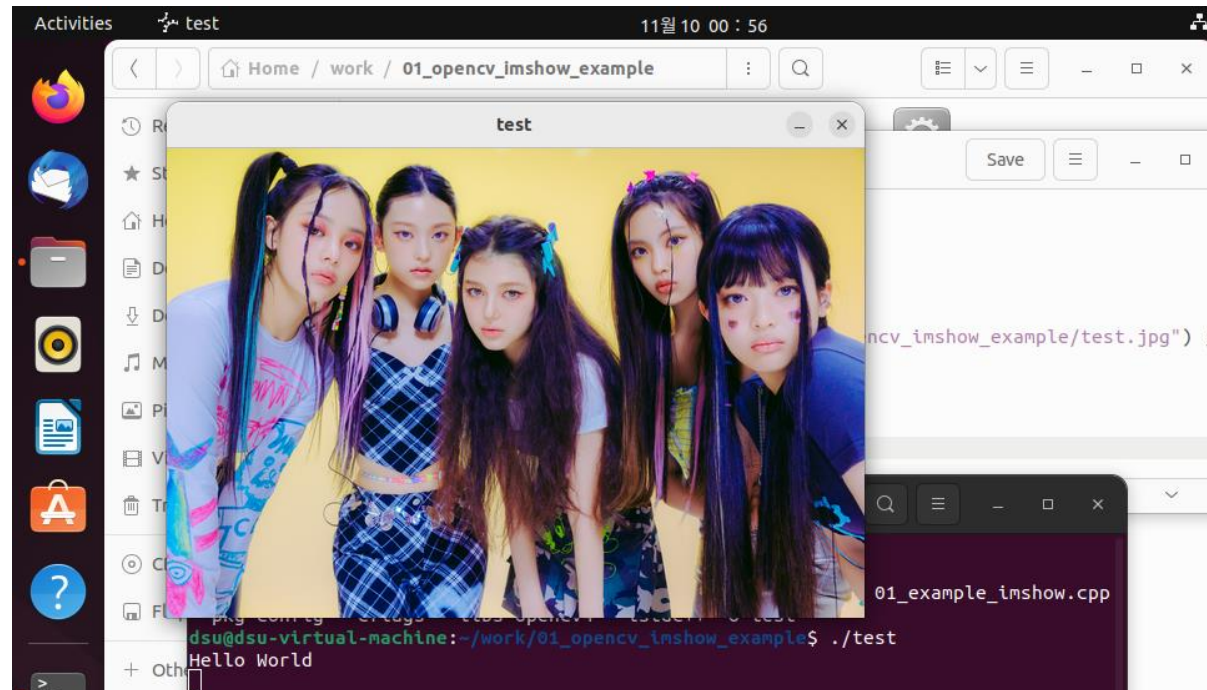 Activities test 11월 10 00 : 56
Home / work / 01_opencv_imshow_example
test
Save
ncv_imshow_example/test.jpg")
01_example_imshow.cpp
dsu@dsu-virtual-machine:~/work/01_opencv_imshow_example$ ./test
Hello World